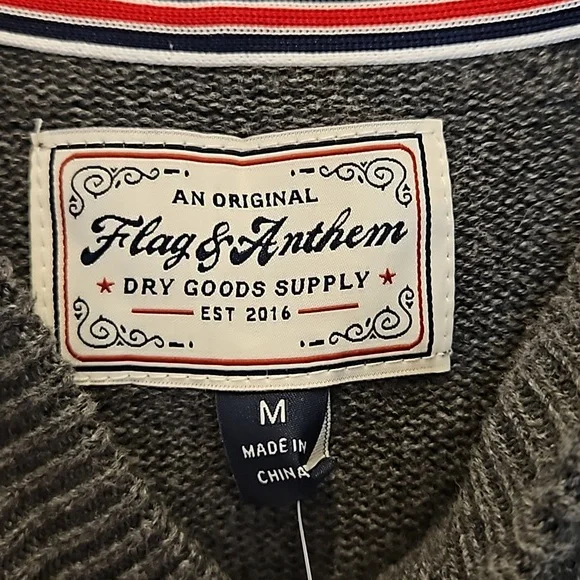 AN ORIGINAL
Flag & Anthem
DRY GOODS SUPPLY
EST 2016
M
MADE IN
CHINA